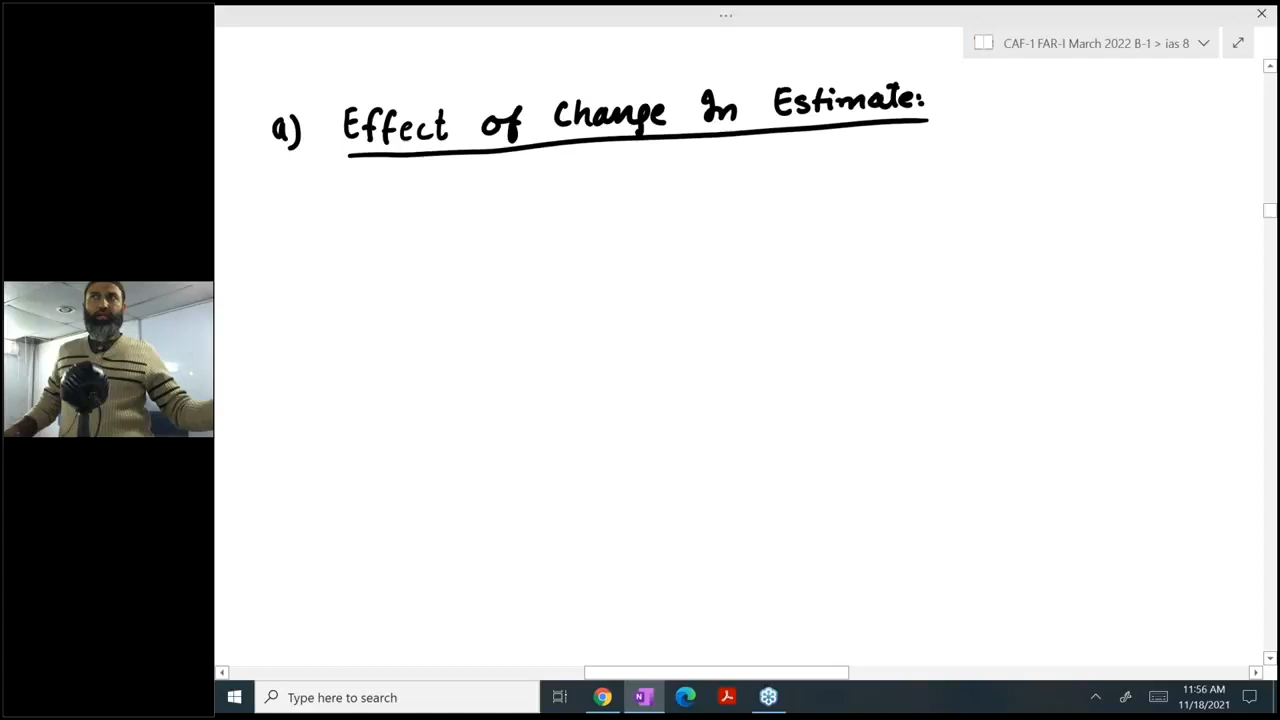 CAF-1 FAR-I March 2022 B-1 > ias 8
a) Effect of Change In Estimate:
Type here to search
11:56 AM
11/18/2021